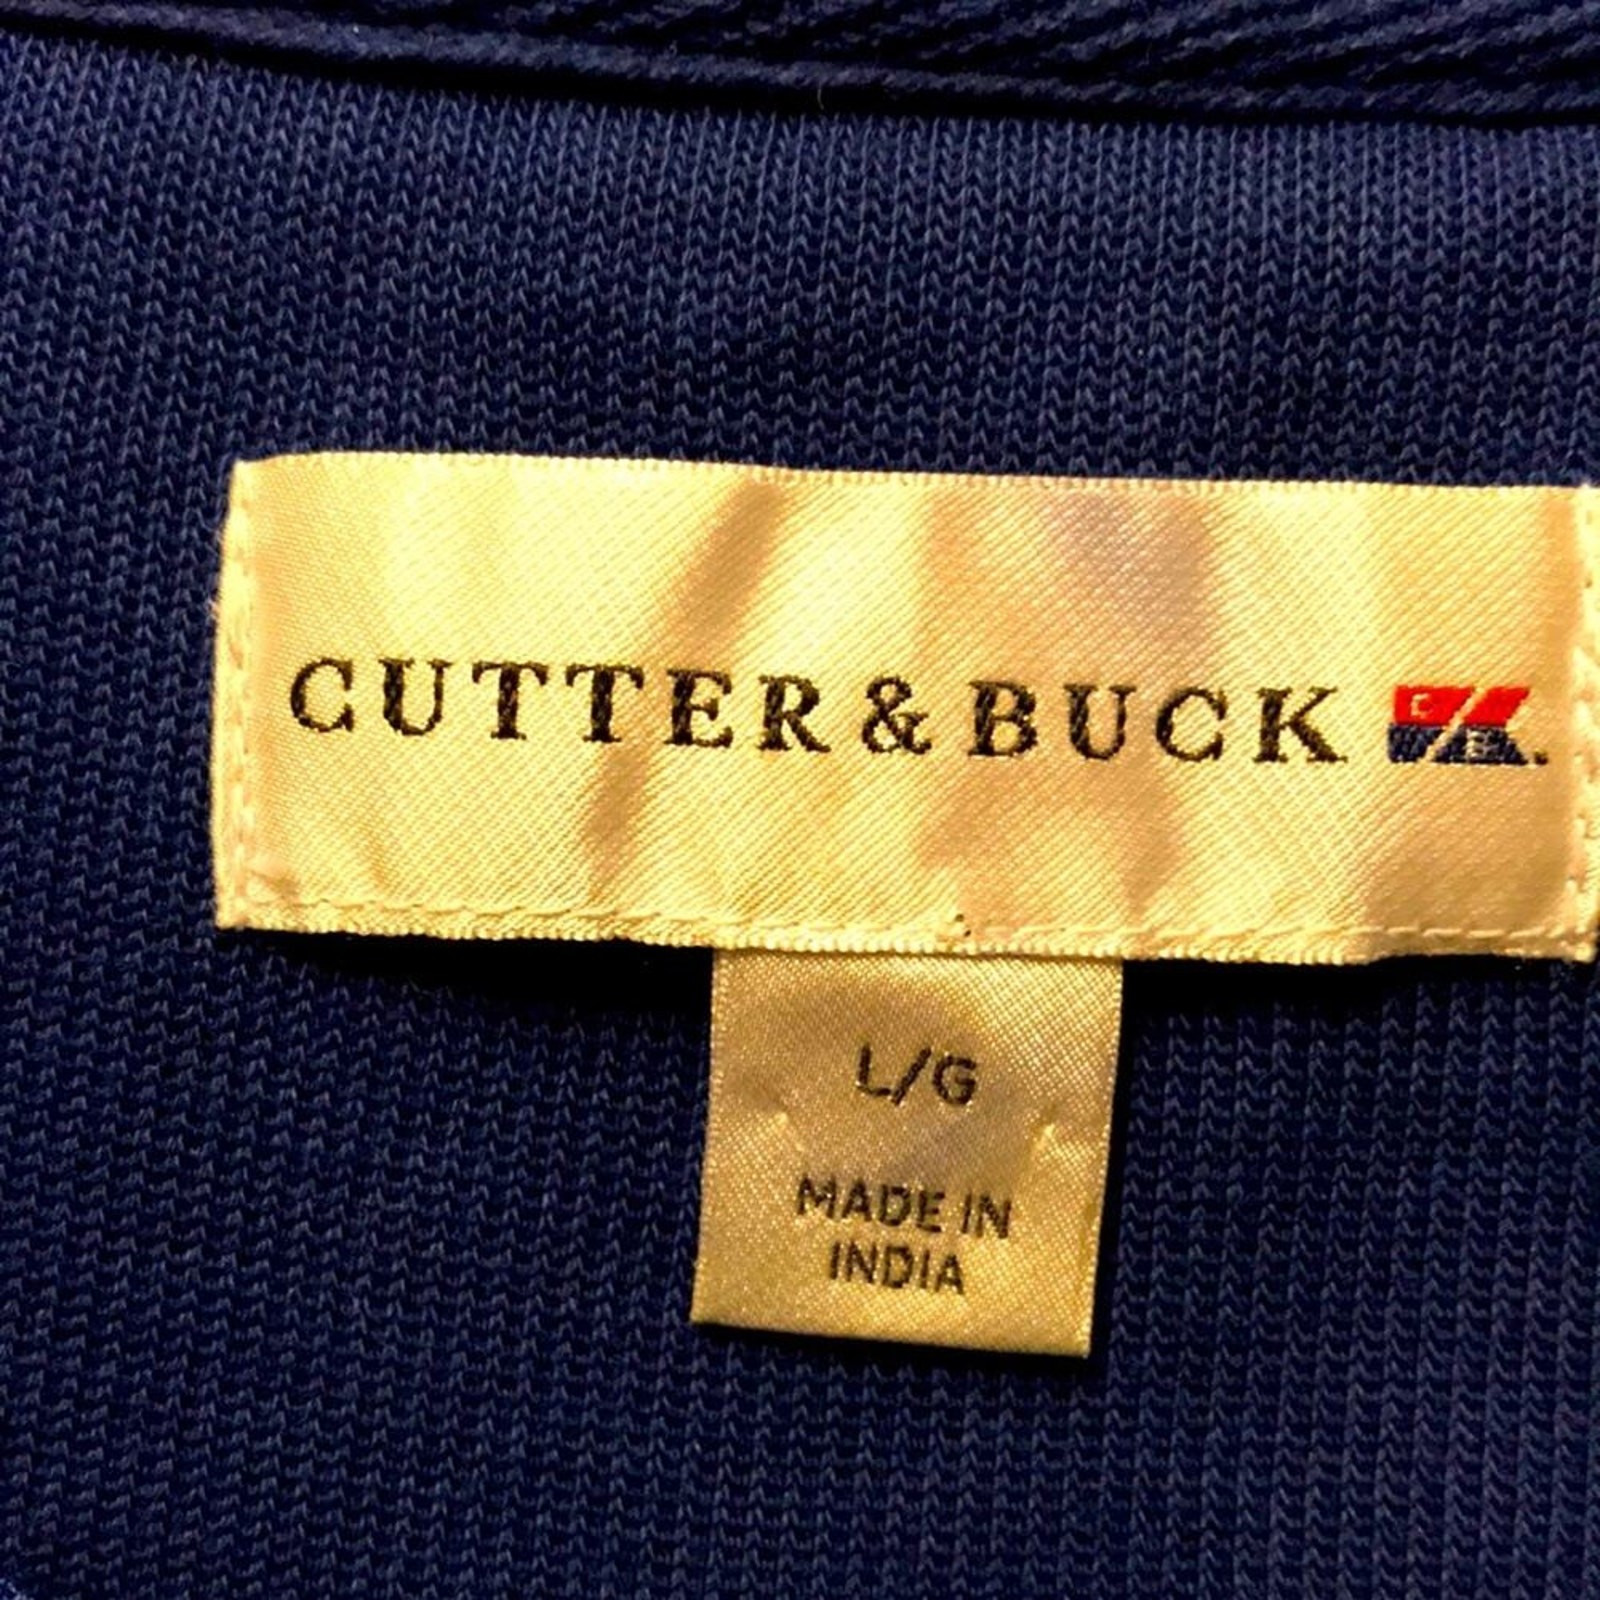 CUTTER & BUCK C B.
L/G
MADE IN
INDIA